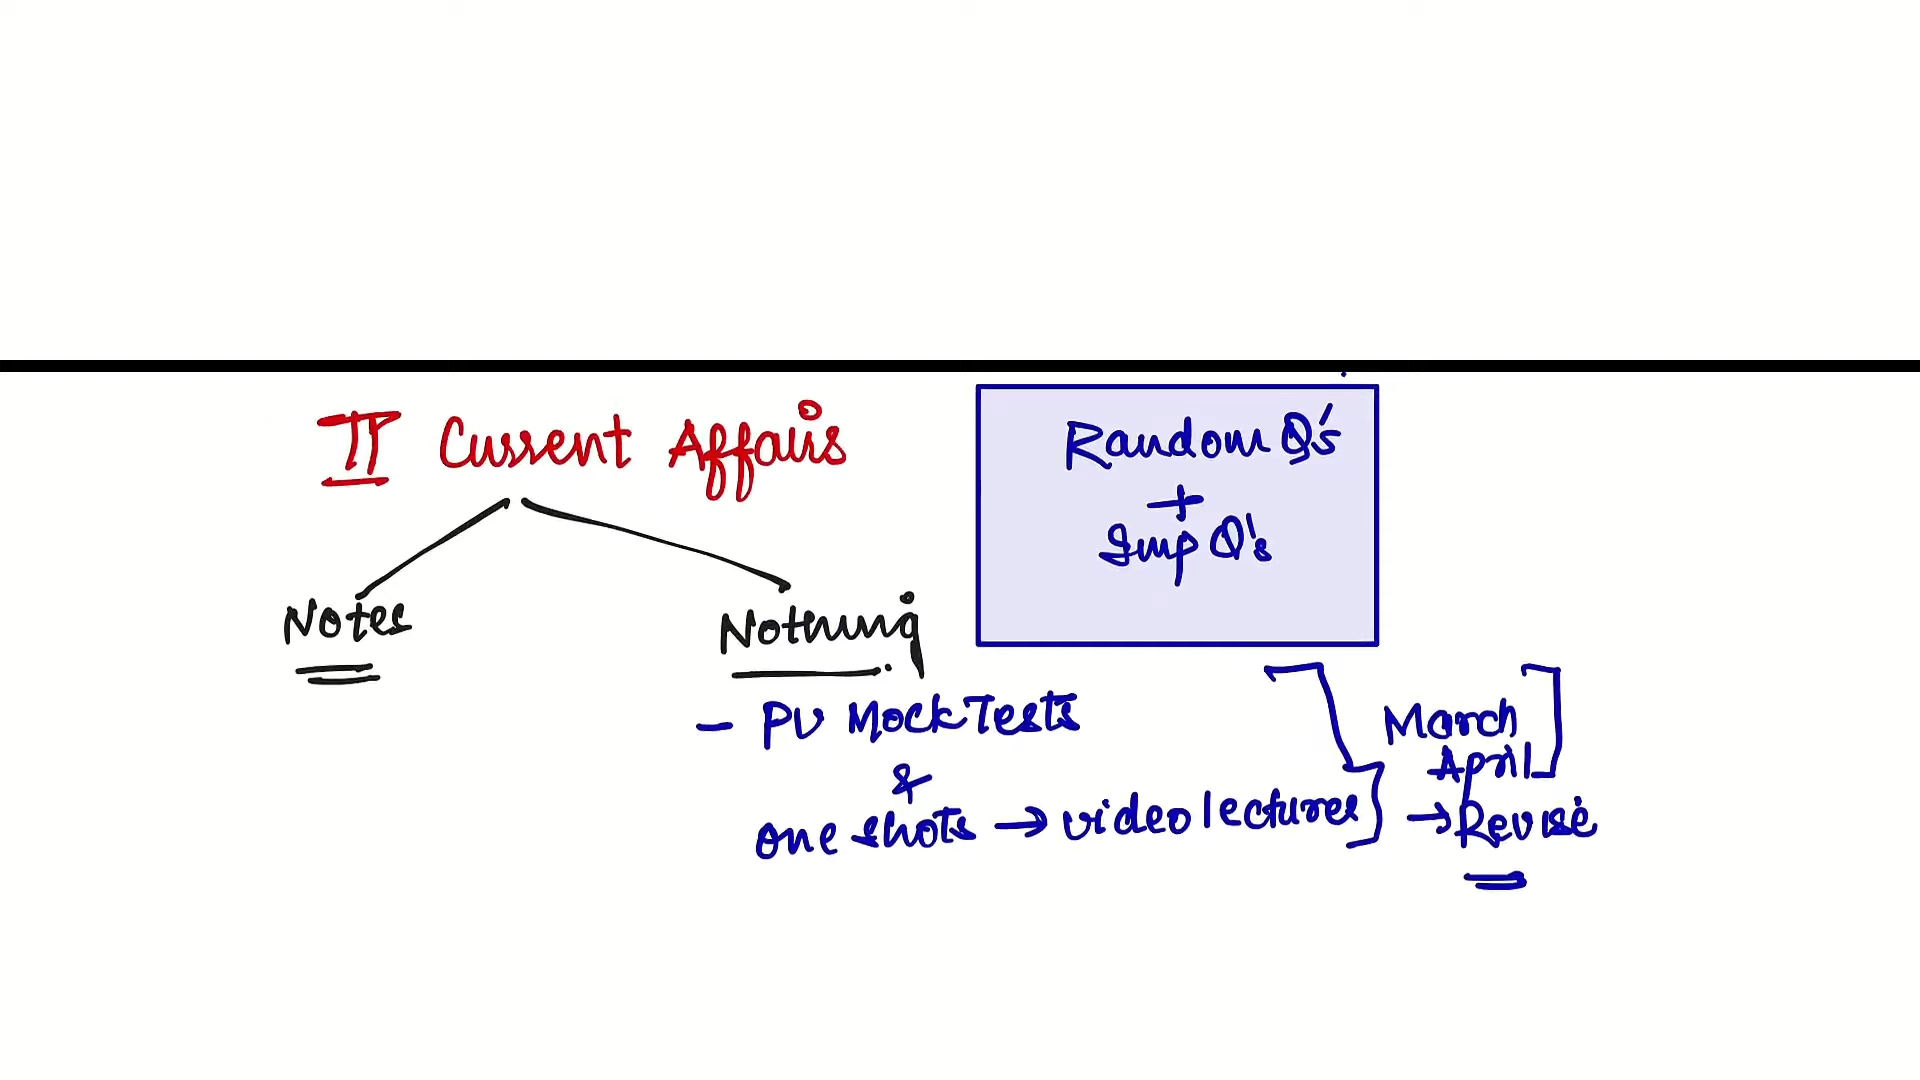 II Current Affairs
Random Q's
+
Imp Q's
Notes
Nothing
- PV Mock Tests
&
one shots → video lectures
March
April
→ Revise